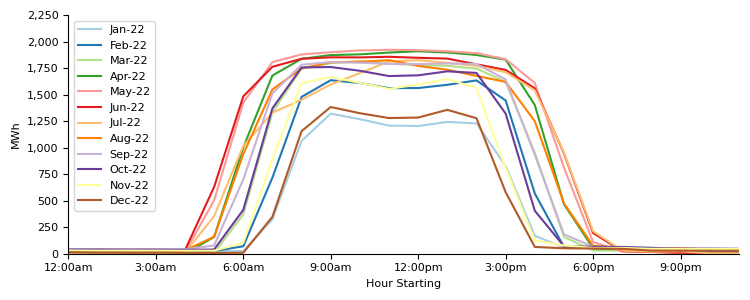 2,250
2,000
1,750
1,500
1,250
1,000
750
500
250
0
MWh
Jan-22
Feb-22
Mar-22
Apr-22
May-22
Jun-22
Jul-22
Aug-22
Sep-22
Oct-22
Nov-22
Dec-22
12:00am 3:00am 6:00am 9:00am 12:00pm 3:00pm 6:00pm 9:00pm
Hour Starting